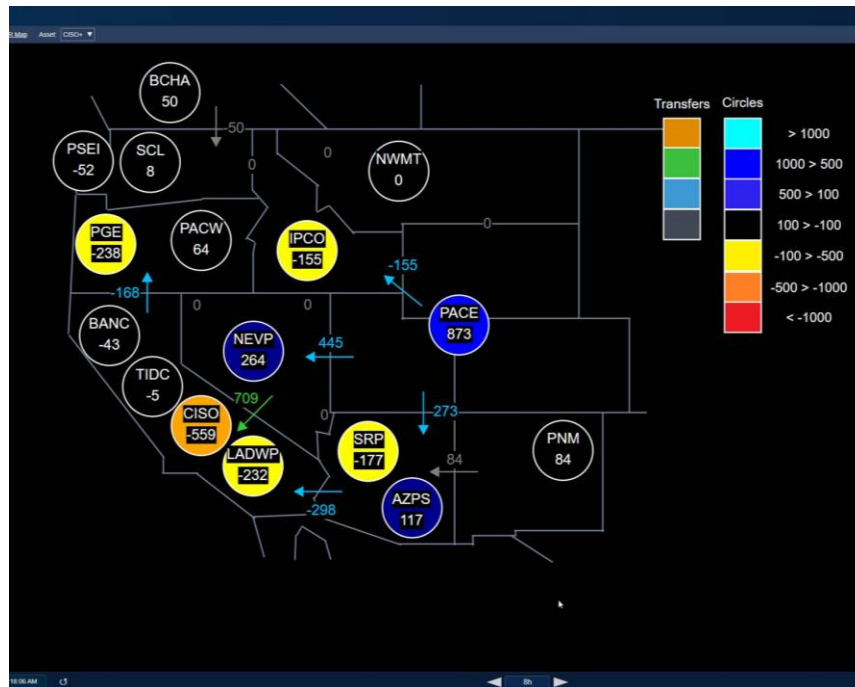 R Map Asset: CISO+ ▼
BCHA
50
Transfers Circles
> 1000
1000 > 500
500 > 100
100 > -100
-100 > -500
-500 > -1000
< -1000
50
PSEI
-52
SCL
8
0
0
NWMT
0
0
PGE
-238
PACW
64
IPCO
-155
-155
-168
0
0
PACE
873
BANC
-43
NEVP
264
445
TIDC
-5
709
CISO
-559
0
273
LADWP
-232
SRP
-177
84
PNM
84
-298
AZPS
117
18:06 AM
8h